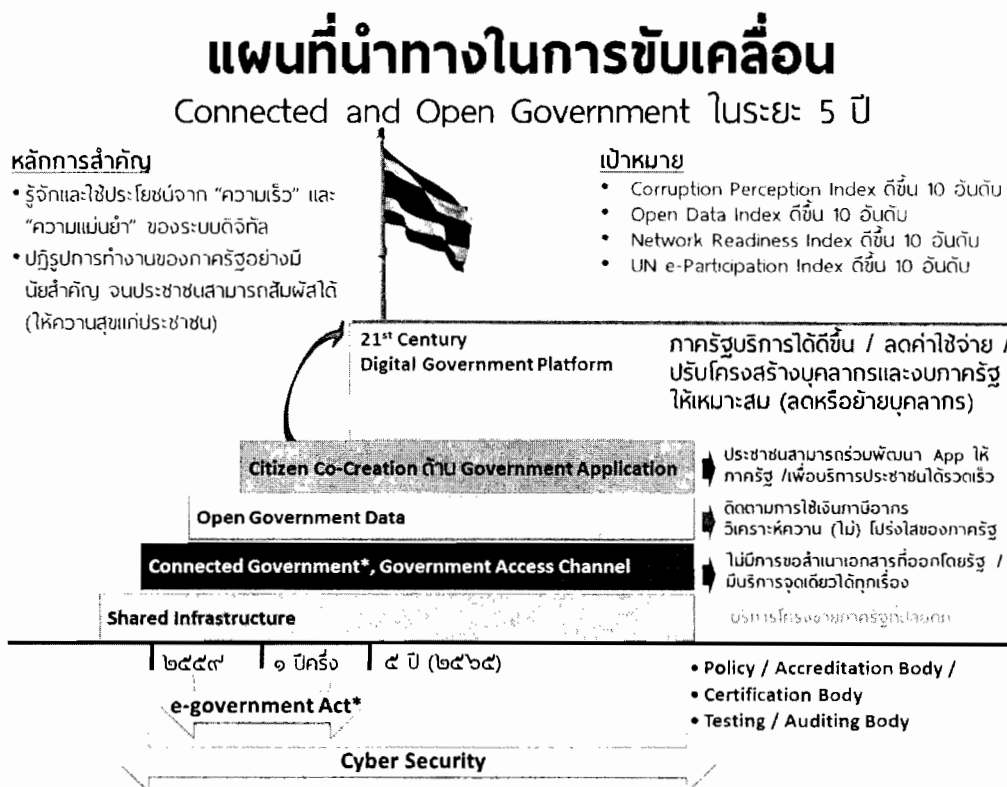 แผนที่นำทางในการขับเคลื่อน
Connected and Open Government ในระยะ 5 ปี
หลักการสำคัญ
• รู้จักและใช้ประโยชน์จาก “ความเร็ว” และ
“ความแม่นยำ” ของระบบดิจิทัล
• ปฏิรูปการทำงานของภาครัฐอย่างมี
นัยสำคัญ จนประชาชนสามารถสัมผัสได้
(ให้ความสุขแก่ประชาชน)
เป้าหมาย
• Corruption Perception Index ดีขึ้น 10 อันดับ
• Open Data Index ดีขึ้น 10 อันดับ
• Network Readiness Index ดีขึ้น 10 อันดับ
• UN e-Participation Index ดีขึ้น 10 อันดับ
21st Century
Digital Government Platform
ภาครัฐบริการได้ดีขึ้น / ลดค่าใช้จ่าย /
ปรับโครงสร้างบุคลากรและงบภาครัฐ
ให้เหมาะสม (ลดหรือย้ายบุคลากร)
Citizen Co-Creation ด้าน Government Application
ประชาชนสามารถร่วมพัฒนา App ให้
ภาครัฐ /เพื่อบริการประชาชนได้รวดเร็ว
Open Government Data
ติดตามการใช้เงินภาษีอากร
วิเคราะห์ความ (ไม่) โปร่งใสของภาครัฐ
Connected Government*, Government Access Channel
ไม่มีการขอสำเนาเอกสารที่ออกโดยรัฐ /
มีบริการจุดเดียวได้ทุกเรื่อง
Shared Infrastructure
บริการโครงข่ายภาครัฐที่ปลอดภัย
๒๕๕๙ ๑ ปีครึ่ง ๕ ปี (๒๕๖๕)
e-government Act*
Cyber Security
• Policy / Accreditation Body /
• Certification Body
• Testing / Auditing Body